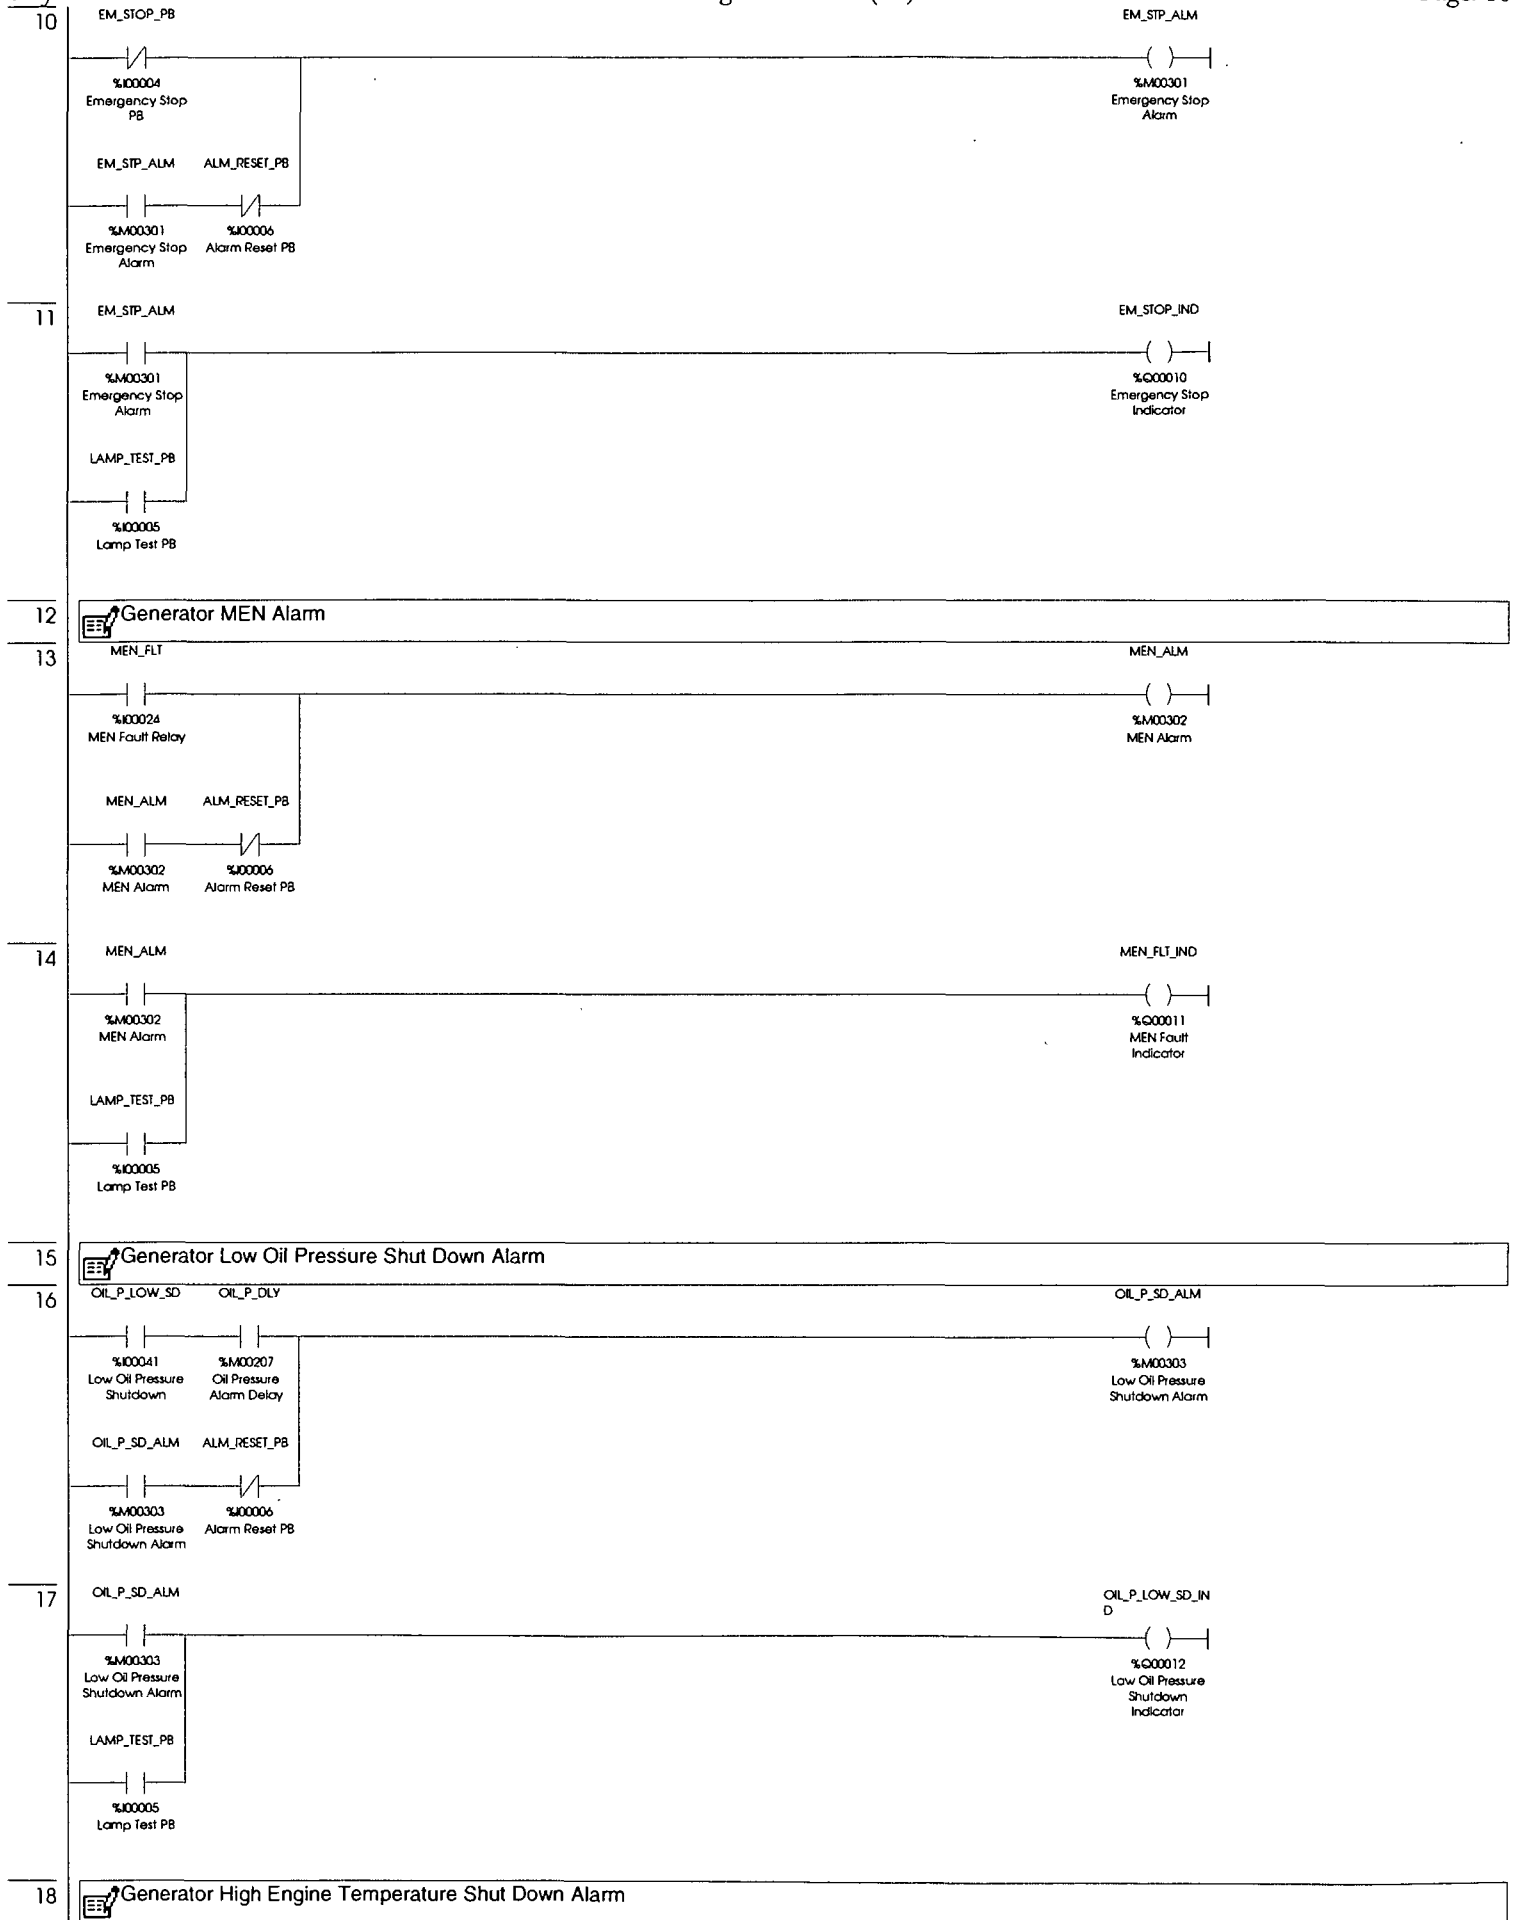 10
EM_STOP_PB
EM_STP_ALM
%I00004
Emergency Stop
PB
%M00301
Emergency Stop
Alarm
EM_STP_ALM ALM_RESET_PB
%M00301 %I00006
Emergency Stop Alarm Reset PB
Alarm
11
EM_STP_ALM
EM_STOP_IND
%M00301
Emergency Stop
Alarm
%Q00010
Emergency Stop
Indicator
LAMP_TEST_PB
%I00005
Lamp Test PB
12
Generator MEN Alarm
13
MEN_FLT
MEN_ALM
%I00024
MEN Fault Relay
%M00302
MEN Alarm
MEN_ALM ALM_RESET_PB
%M00302 %I00006
MEN Alarm Alarm Reset PB
14
MEN_ALM
MEN_FLT_IND
%M00302
MEN Alarm
%Q00011
MEN Fault
Indicator
LAMP_TEST_PB
%I00005
Lamp Test PB
15
Generator Low Oil Pressure Shut Down Alarm
16
OIL_P_LOW_SD OIL_P_DLY
OIL_P_SD_ALM
%I00041 %M00207
Low Oil Pressure Oil Pressure
Shutdown Alarm Delay
%M00303
Low Oil Pressure
Shutdown Alarm
OIL_P_SD_ALM ALM_RESET_PB
%M00303 %I00006
Low Oil Pressure Alarm Reset PB
Shutdown Alarm
17
OIL_P_SD_ALM
OIL_P_LOW_SD_IN
D
%M00303
Low Oil Pressure
Shutdown Alarm
%Q00012
Low Oil Pressure
Shutdown
Indicator
LAMP_TEST_PB
%I00005
Lamp Test PB
18
Generator High Engine Temperature Shut Down Alarm